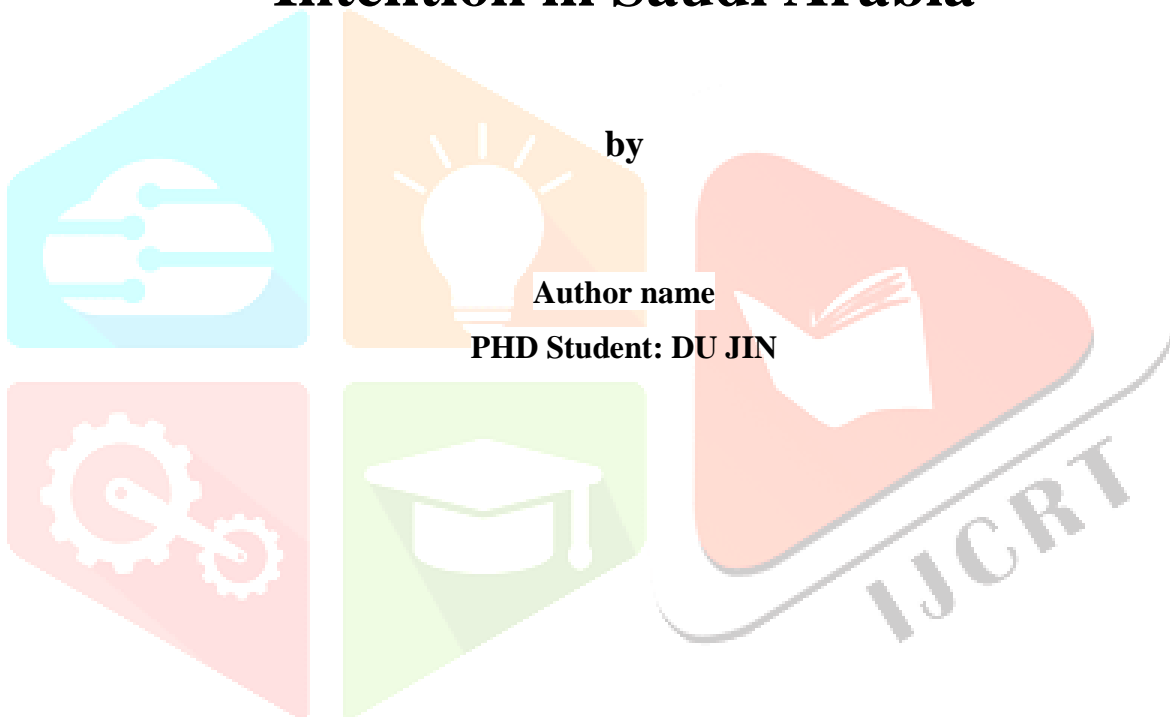 Intention in Saudi Arabia
by
Author name
PHD Student: DU JIN
IJCRT